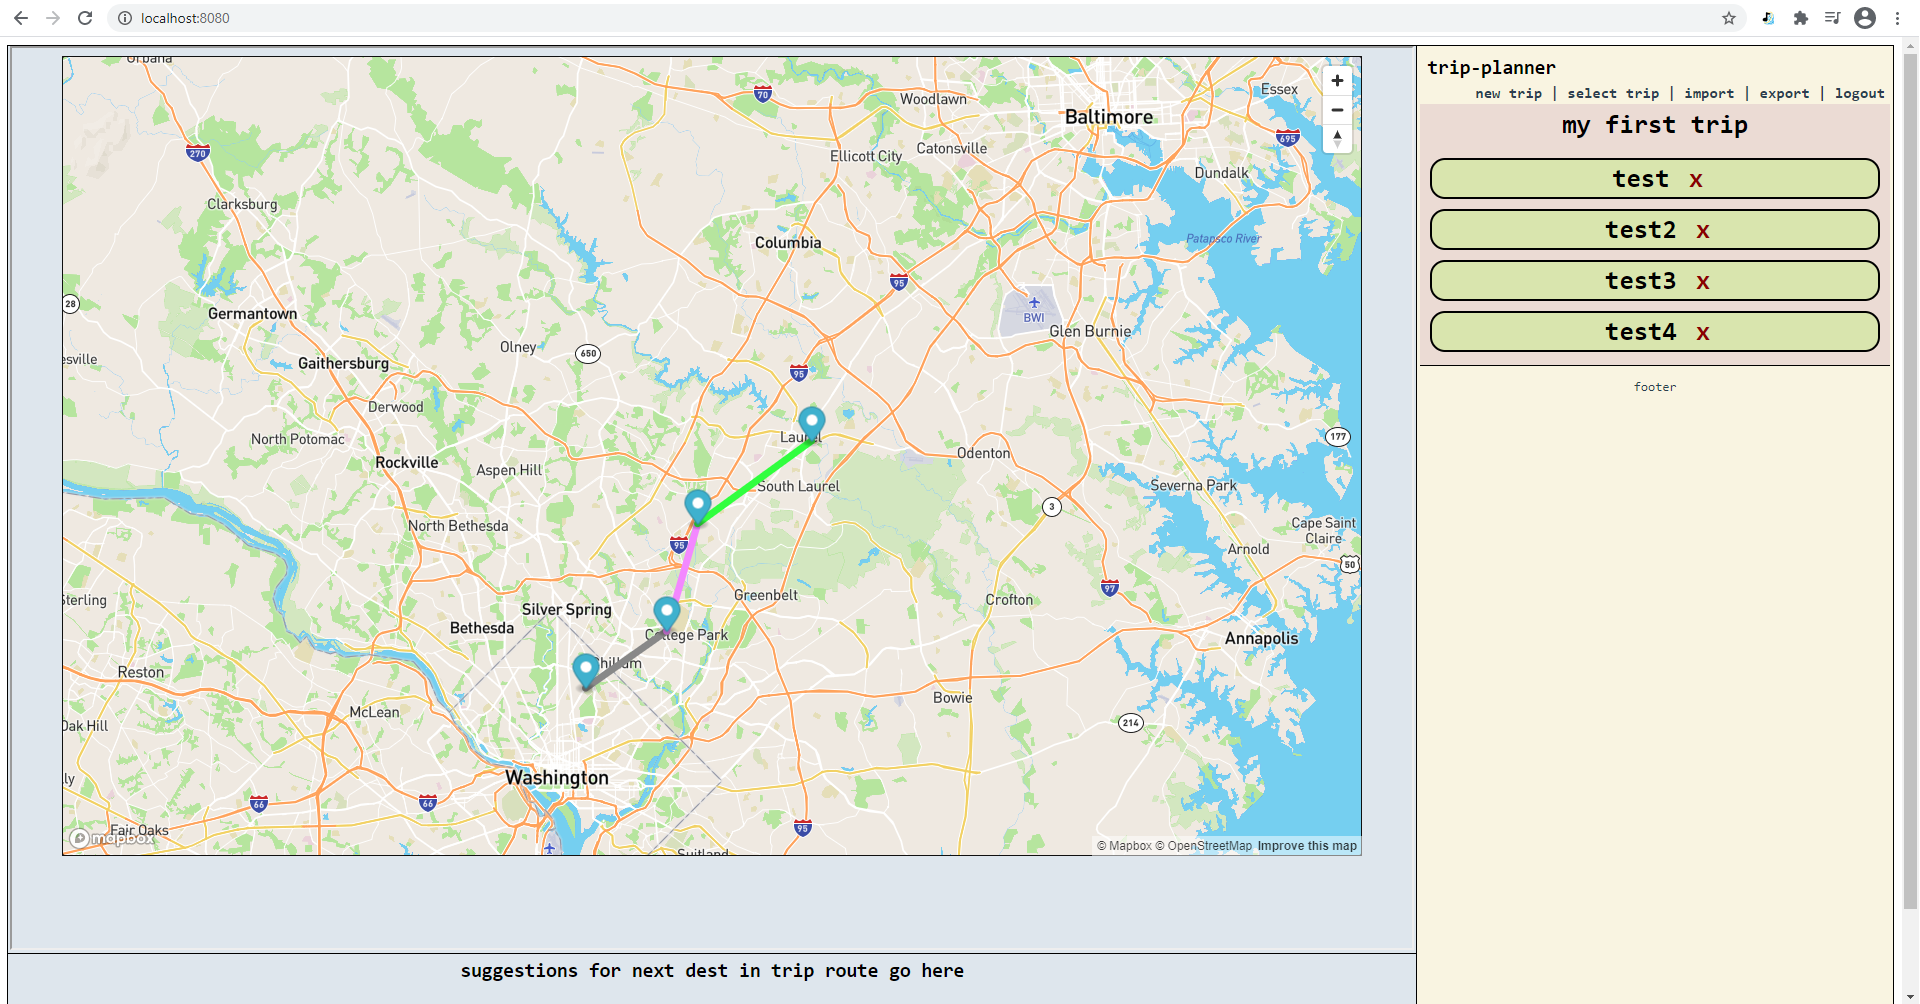 localhost:8080
Urbana
70
Woodlawn
Essex
Baltimore
695
270
Ellicott City
Catonsville
Dundalk
Clarksburg
Columbia
Patapsco River
95
28
Germantown
BWI
Glen Burnie
Olney
650
esville
Gaithersburg
95
Derwood
North Potomac
Laurel
177
Rockville
Aspen Hill
Odenton
South Laurel
Severna Park
3
North Bethesda
Cape Saint
Claire
95
Arnold
50
Greenbelt
97
Sterling
Silver Spring
Crofton
Bethesda
College Park
Annapolis
Chillum
Reston
Bowie
McLean
214
Oak Hill
Washington
lly
66
66
95
Fair Oaks
mapbox
Suitland
© Mapbox © OpenStreetMap Improve this map
suggestions for next dest in trip route go here
trip-planner
new trip | select trip | import | export | logout
my first trip
test x
test2 x
test3 x
test4 x
footer